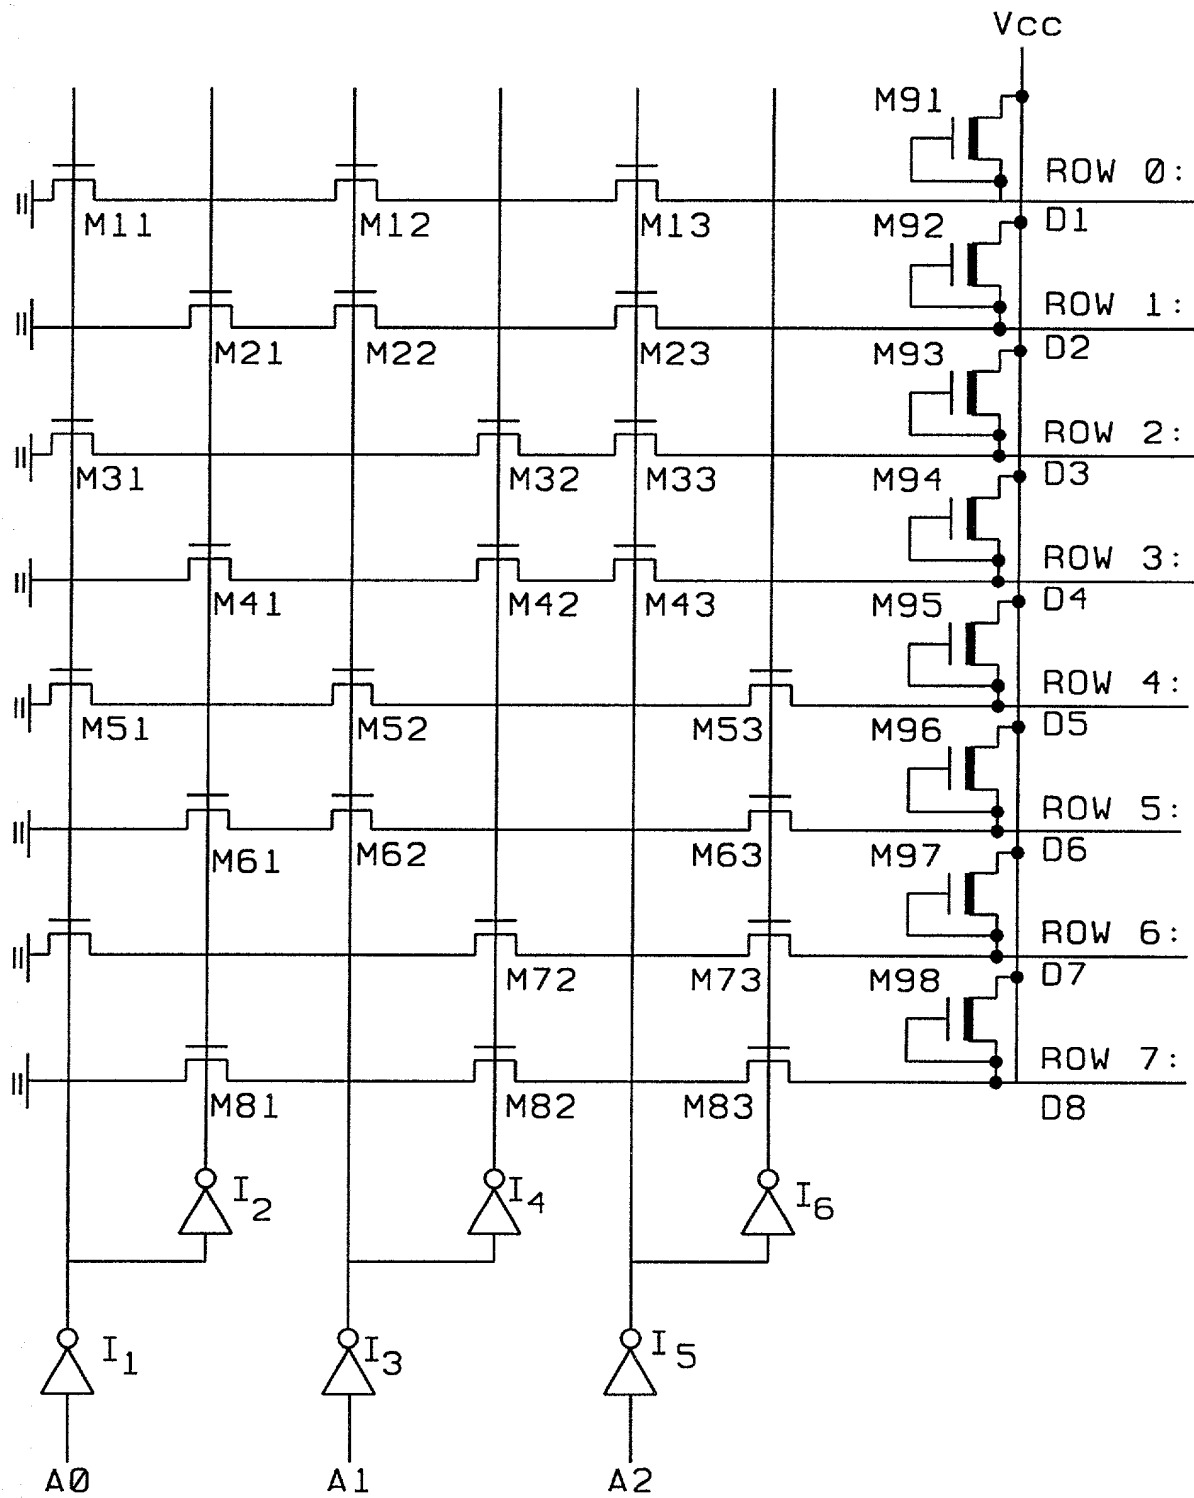 Vcc
M91
ROW 0:
M11 M12 M13 M92 D1
ROW 1:
M21 M22 M23 M93 D2
ROW 2:
M31 M32 M33 M94 D3
ROW 3:
M41 M42 M43 M95 D4
ROW 4:
M51 M52 M53 M96 D5
ROW 5:
M61 M62 M63 M97 D6
ROW 6:
M72 M73 M98 D7
ROW 7:
M81 M82 M83 D8
I2 I4 I6
I1 I3 I5
A0 A1 A2